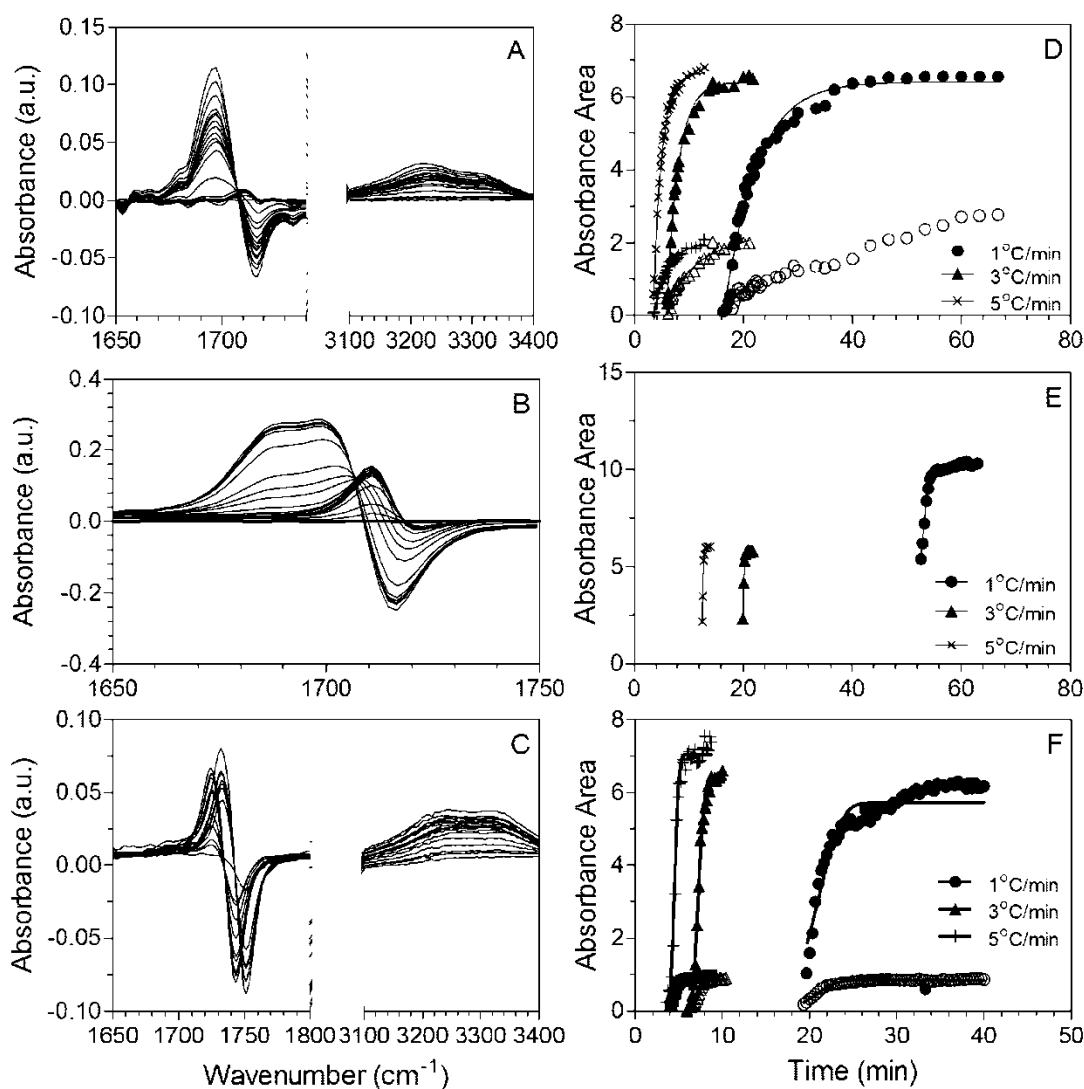 A
Absorbance (a.u.)
0.15
0.10
0.05
0.00
-0.05
-0.10
1650
1700
3100
3200
3300
3400
D
Absorbance Area
8
6
4
2
0
1°C/min
3°C/min
5°C/min
0
20
40
60
80
B
Absorbance (a.u.)
0.4
0.2
0.0
-0.2
-0.4
1650
1700
1750
E
Absorbance Area
15
10
5
0
1°C/min
3°C/min
5°C/min
0
20
40
60
80
C
Absorbance (a.u.)
0.10
0.05
0.00
-0.05
-0.10
1650
1700
1750
1800
3100
3200
3300
3400
Wavenumber (cm⁻¹)
F
Absorbance Area
8
6
4
2
0
1°C/min
3°C/min
5°C/min
0
10
20
30
40
50
Time (min)